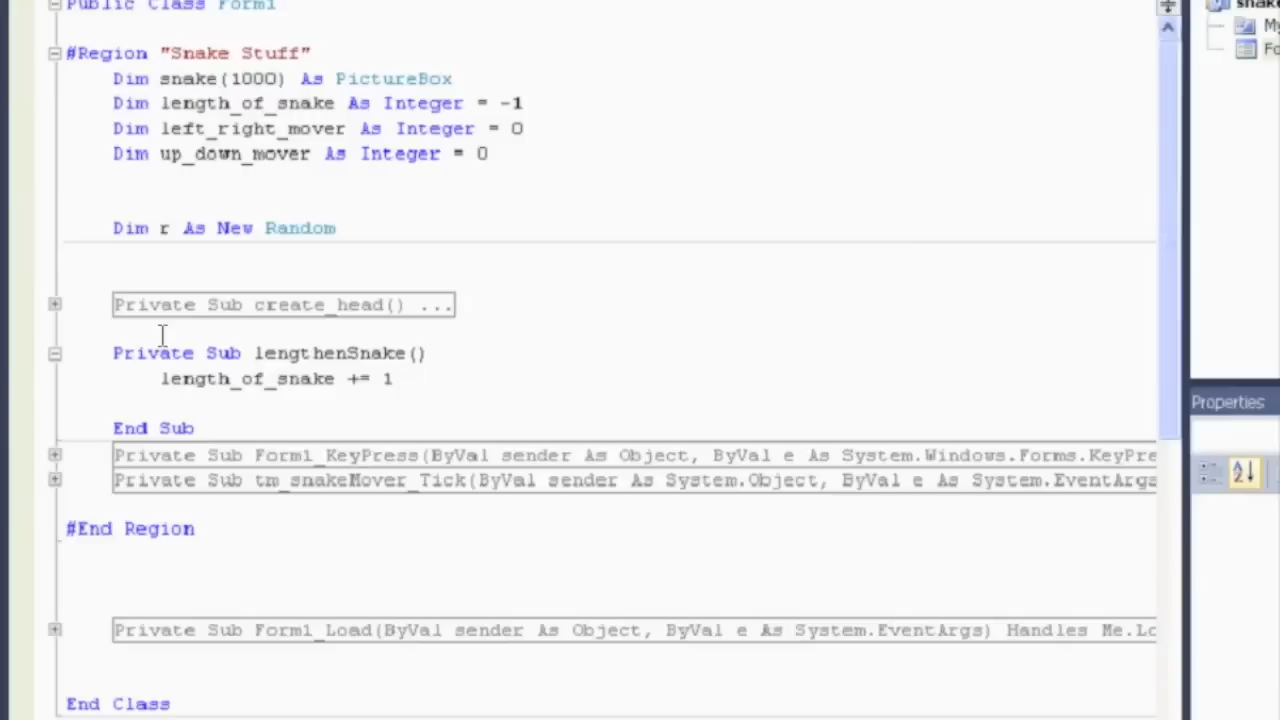 Public Class Form1
snake
#Region "Snake Stuff"
Dim snake(1000) As PictureBox
Dim length_of_snake As Integer = -1
Dim left_right_mover As Integer = 0
Dim up_down_mover As Integer = 0
Dim r As New Random
Private Sub create_head() ...
Private Sub lengthenSnake()
length_of_snake += 1
Properties
End Sub
Private Sub Form1_KeyPress(ByVal sender As Object, ByVal e As System.Windows.Forms.KeyPre
Private Sub tm_snakeMover_Tick(ByVal sender As System.Object, ByVal e As System.EventArgs
#End Region
Private Sub Form1_Load(ByVal sender As Object, ByVal e As System.EventArgs) Handles Me.Lo
End Class